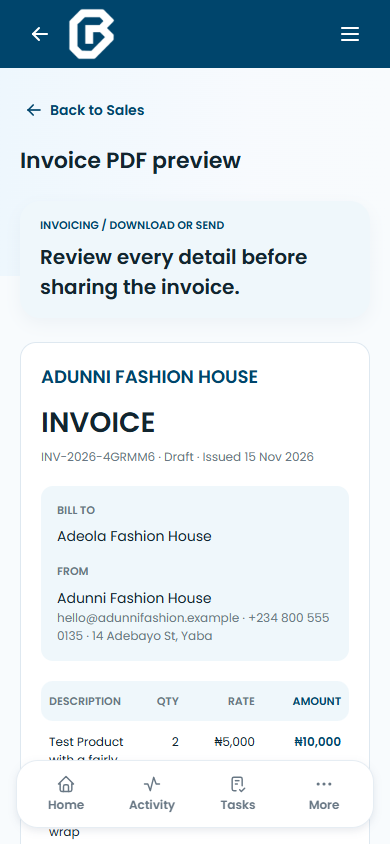 Back to Sales
Invoice PDF preview
INVOICING / DOWNLOAD OR SEND
Review every detail before
sharing the invoice.
ADUNNI FASHION HOUSE
INVOICE
INV-2026-4GRMM6 · Draft · Issued 15 Nov 2026
BILL TO
Adeola Fashion House
FROM
Adunni Fashion House
hello@adunnifashion.example · +234 800 555
0135 · 14 Adebayo St, Yaba
DESCRIPTION QTY RATE AMOUNT
Test Product 2 ₦5,000 ₦10,000
with a fairly
wrap
Home Activity Tasks More